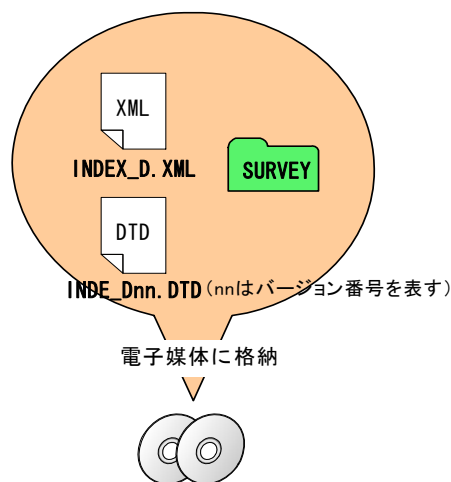 XML
INDEX_D.XML
SURVEY
DTD
INDE_Dnn.DTD(nnはバージョン番号を表す)
電子媒体に格納